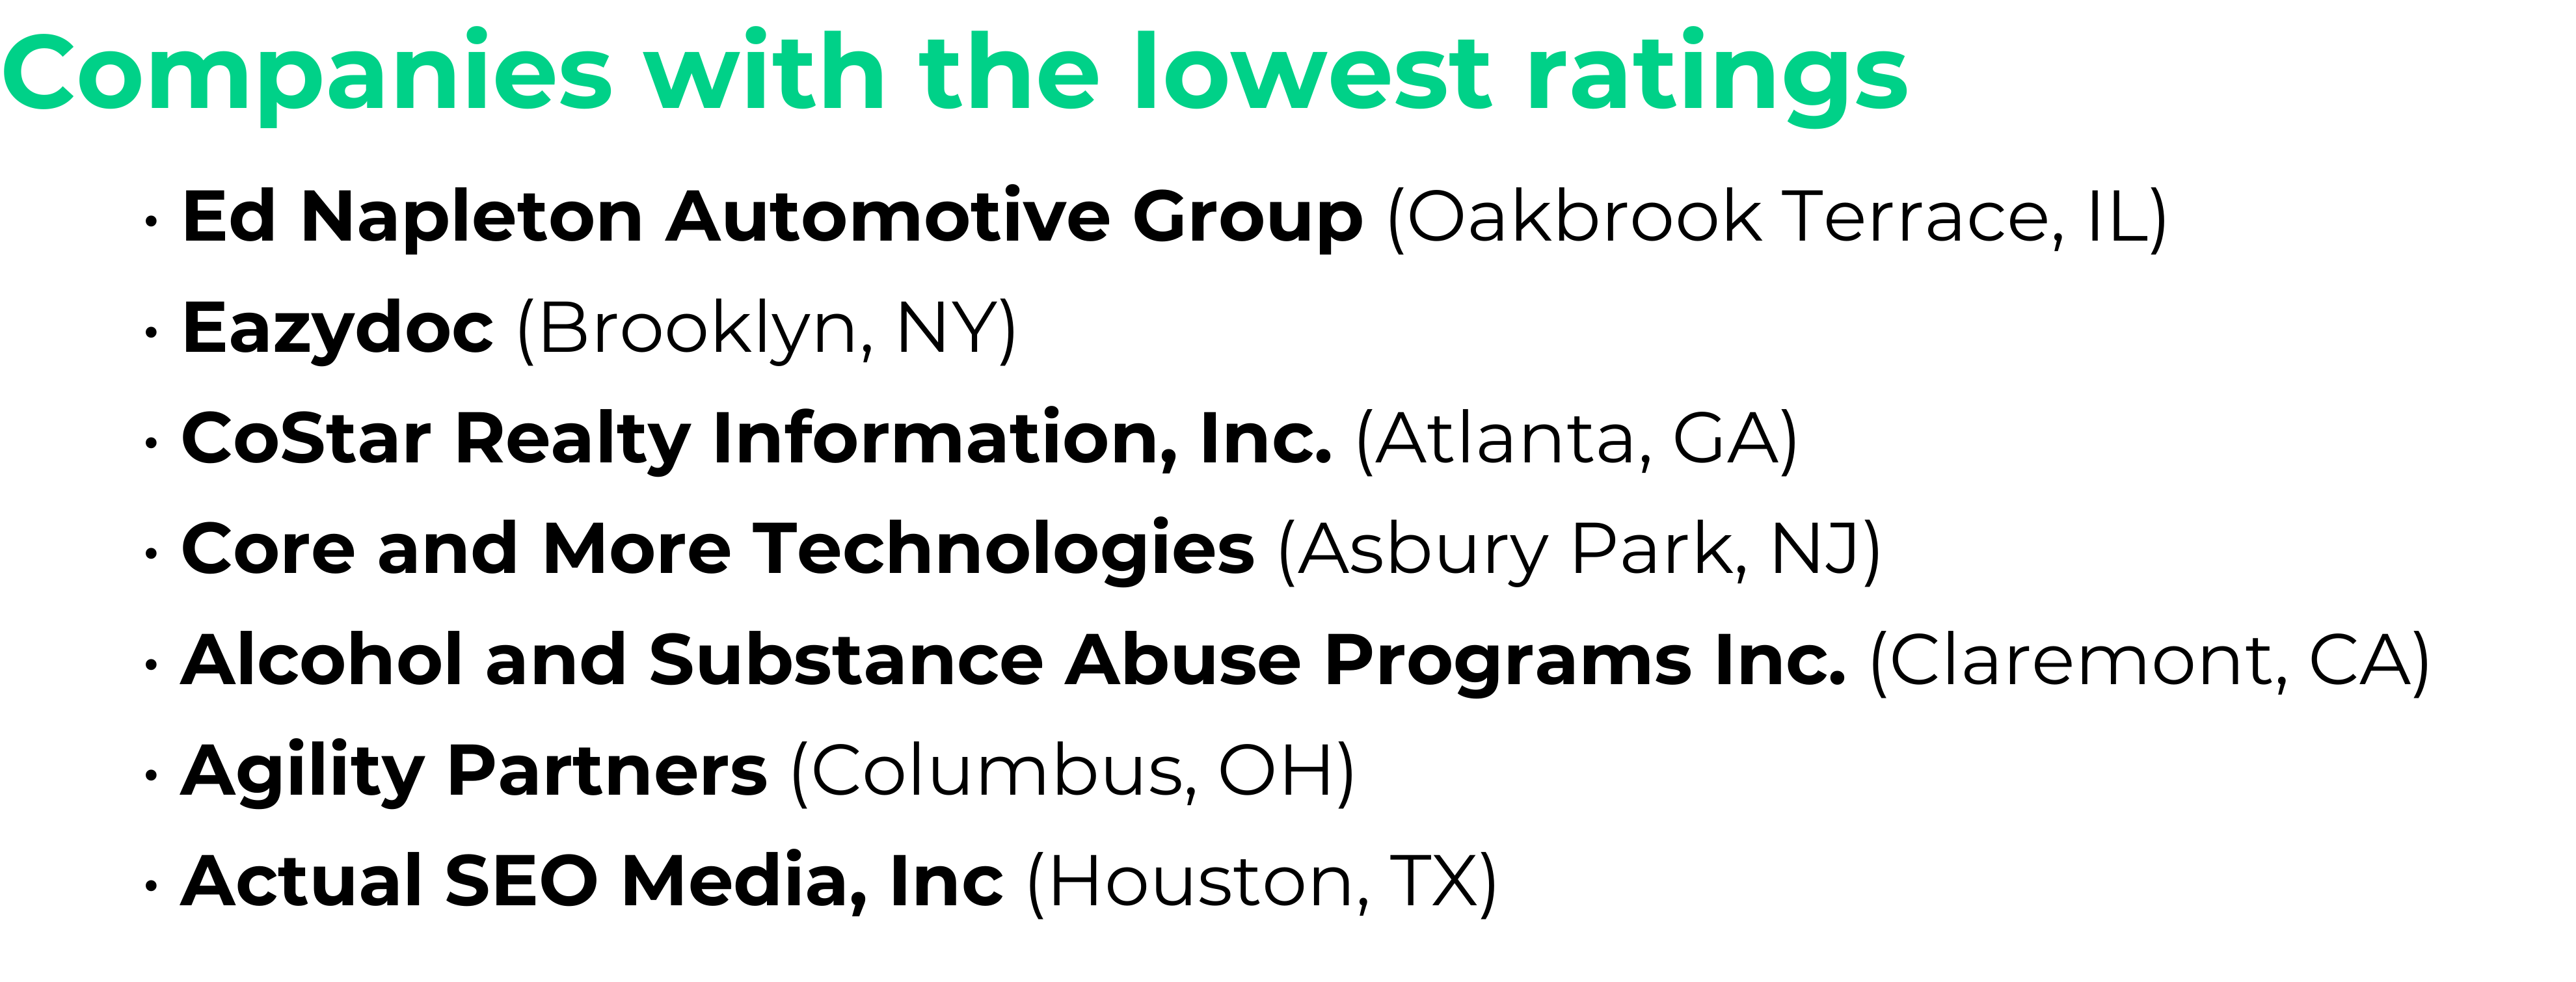 Companies with the lowest ratings
· Ed Napleton Automotive Group (Oakbrook Terrace, IL)
· Eazydoc (Brooklyn, NY)
· CoStar Realty Information, Inc. (Atlanta, GA)
· Core and More Technologies (Asbury Park, NJ)
· Alcohol and Substance Abuse Programs Inc. (Claremont, CA)
· Agility Partners (Columbus, OH)
· Actual SEO Media, Inc (Houston, TX)